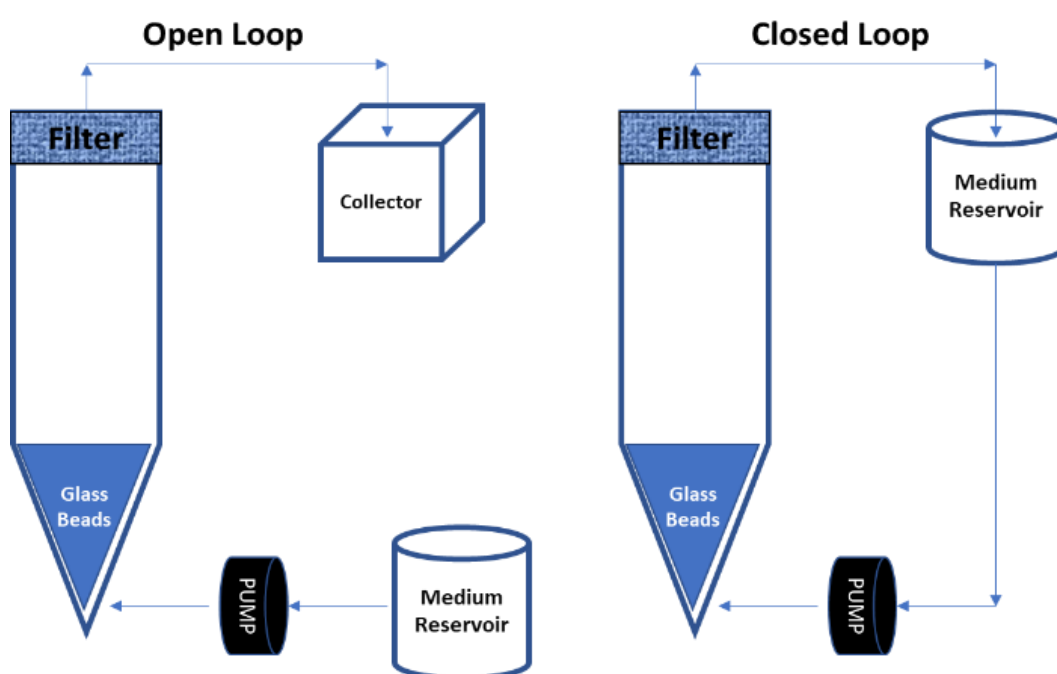 Open Loop
Filter
Collector
Glass
Beads
PUMP
Medium
Reservoir
Closed Loop
Filter
Medium
Reservoir
Glass
Beads
PUMP